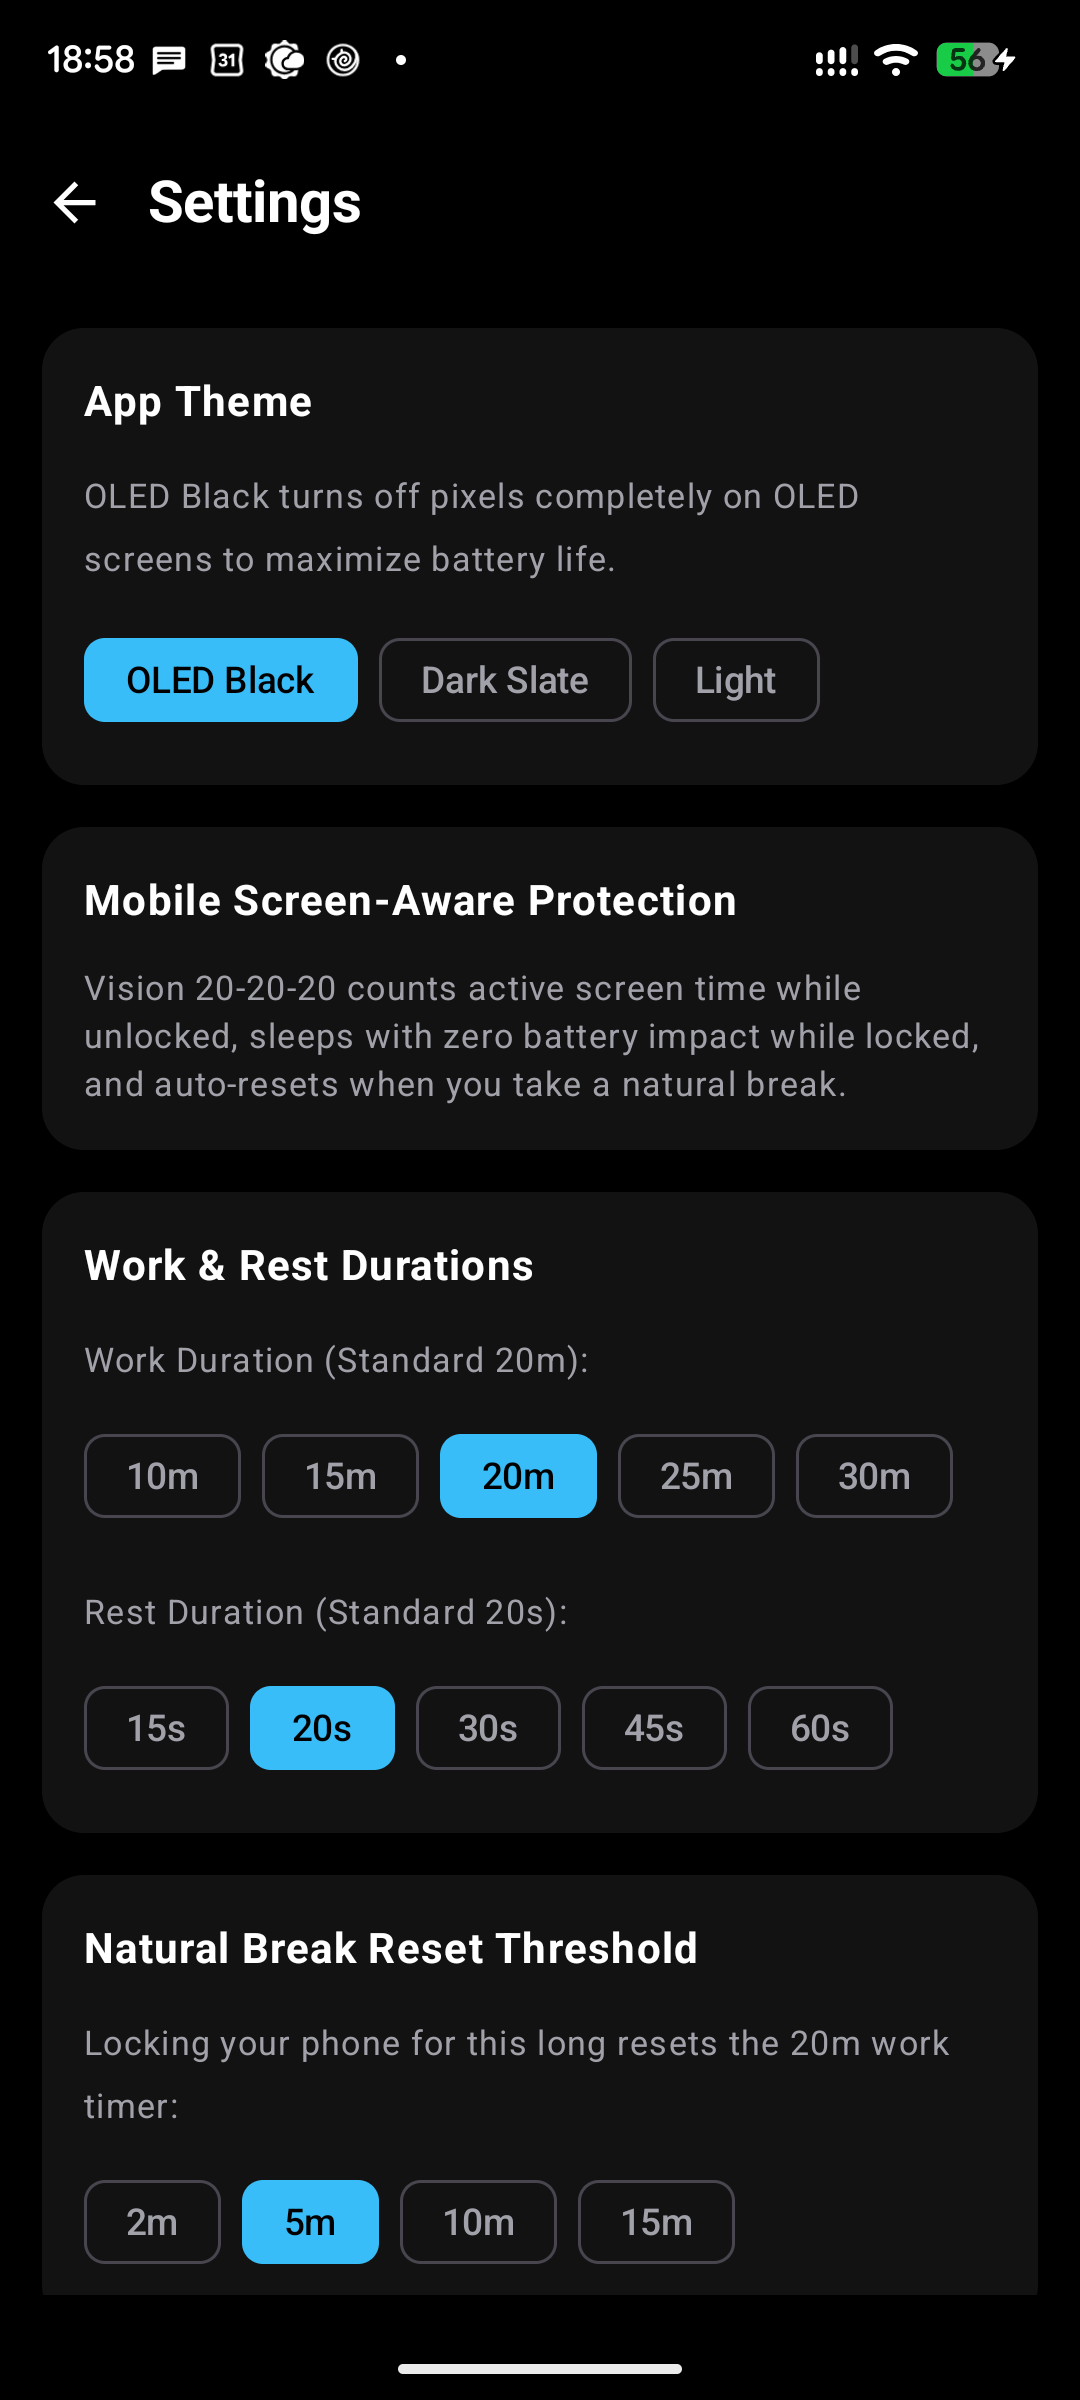 18:58 31 56
Settings
App Theme
OLED Black turns off pixels completely on OLED
screens to maximize battery life.
OLED Black Dark Slate Light
Mobile Screen-Aware Protection
Vision 20-20-20 counts active screen time while
unlocked, sleeps with zero battery impact while locked,
and auto-resets when you take a natural break.
Work & Rest Durations
Work Duration (Standard 20m):
10m 15m 20m 25m 30m
Rest Duration (Standard 20s):
15s 20s 30s 45s 60s
Natural Break Reset Threshold
Locking your phone for this long resets the 20m work
timer:
2m 5m 10m 15m